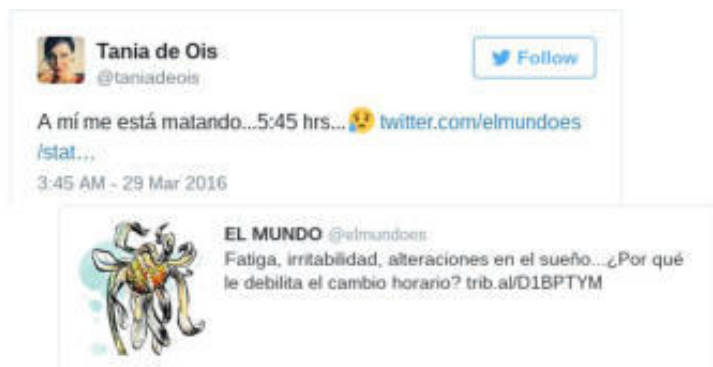 Tania de Ois
Follow
@taniadeois
A mí me está matando...5:45 hrs...😥 twitter.com/elmundoes
/stat…
3:45 AM - 29 Mar 2016
EL MUNDO @elmundoes
Fatiga, irritabilidad, alteraciones en el sueño...¿Por qué
le debilita el cambio horario? trib.al/D1BPTYM